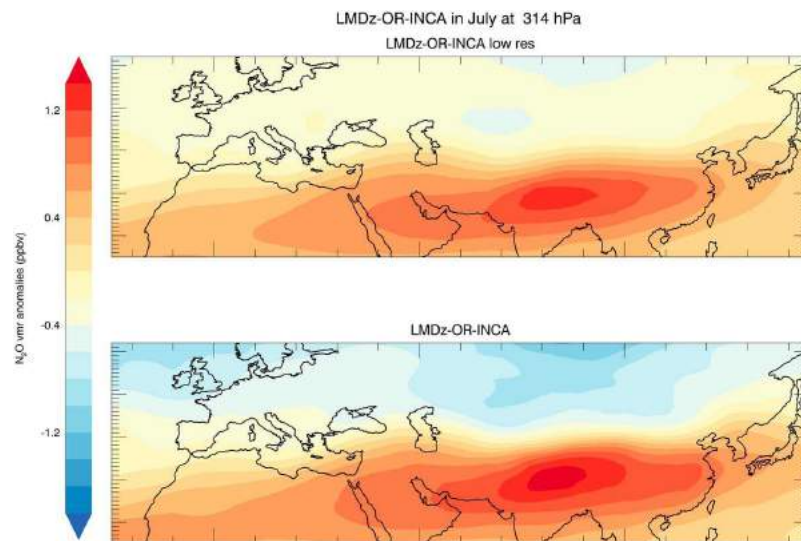 LMDz-OR-INCA in July at 314 hPa
LMDz-OR-INCA low res
1.2
0.4
-0.4
-1.2
N₂O vmr anomalies (ppbv)
LMDz-OR-INCA